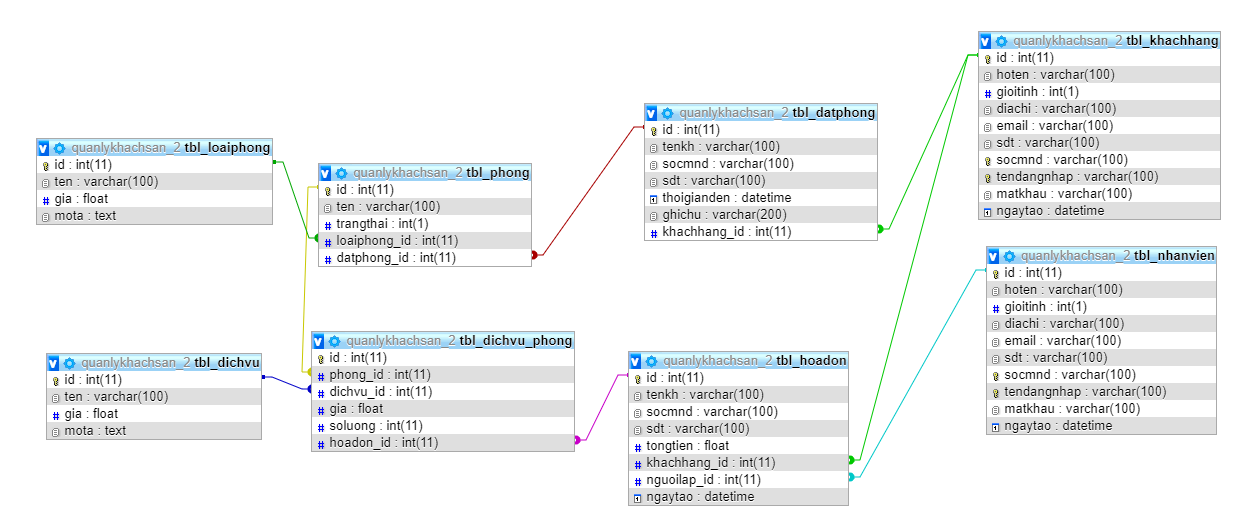 quanlykhachsan_2 tbl_loaiphong
id : int(11)
ten : varchar(100)
gia : float
mota : text
quanlykhachsan_2 tbl_phong
id : int(11)
ten : varchar(100)
trangthai : int(1)
loaiphong_id : int(11)
datphong_id : int(11)
quanlykhachsan_2 tbl_datphong
id : int(11)
tenkh : varchar(100)
socmnd : varchar(100)
sdt : varchar(100)
thoigianden : datetime
ghichu : varchar(200)
khachhang_id : int(11)
quanlykhachsan_2 tbl_khachhang
id : int(11)
hoten : varchar(100)
gioitinh : int(1)
diachi : varchar(100)
email : varchar(100)
sdt : varchar(100)
socmnd : varchar(100)
tendangnhap : varchar(100)
matkhau : varchar(100)
ngaytao : datetime
quanlykhachsan_2 tbl_dichvu
id : int(11)
ten : varchar(100)
gia : float
mota : text
quanlykhachsan_2 tbl_dichvu_phong
id : int(11)
phong_id : int(11)
dichvu_id : int(11)
gia : float
soluong : int(11)
hoadon_id : int(11)
quanlykhachsan_2 tbl_hoadon
id : int(11)
tenkh : varchar(100)
socmnd : varchar(100)
sdt : varchar(100)
tongtien : float
khachhang_id : int(11)
nguoilap_id : int(11)
ngaytao : datetime
quanlykhachsan_2 tbl_nhanvien
id : int(11)
hoten : varchar(100)
gioitinh : int(1)
diachi : varchar(100)
email : varchar(100)
sdt : varchar(100)
socmnd : varchar(100)
tendangnhap : varchar(100)
matkhau : varchar(100)
ngaytao : datetime